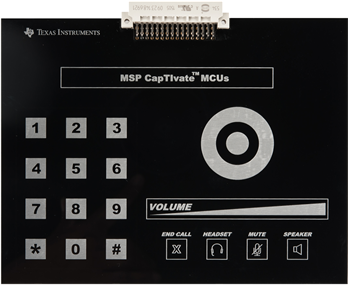 TEXAS INSTRUMENTS
MSP CapTIvate™ MCUs
1 2 3
4 5 6
7 8 9
* 0 #
VOLUME
END CALL HEADSET MUTE SPEAKER
X